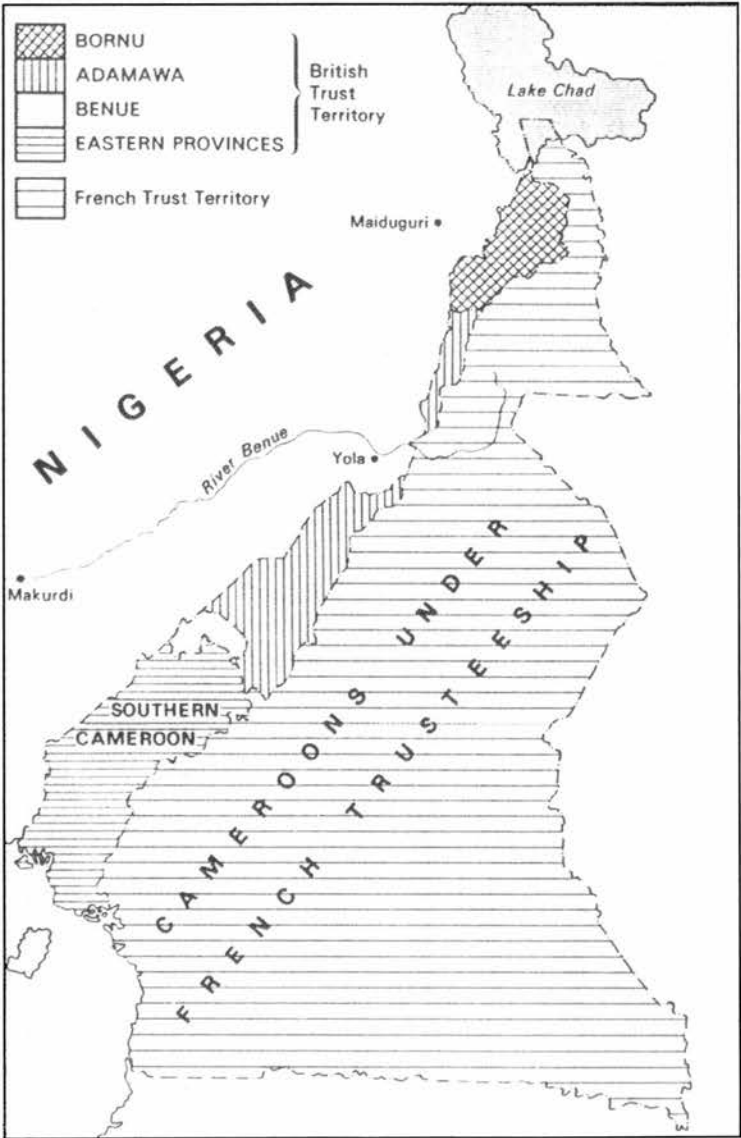 BORNU
ADAMAWA
BENUE
EASTERN PROVINCES
British
Trust
Territory
French Trust Territory
Lake Chad
Maiduguri
NIGERIA
River Benue
Yola
Makurdi
SOUTHERN
CAMEROON
CAMEROONS UNDER
FRENCH TRUSTEESHIP